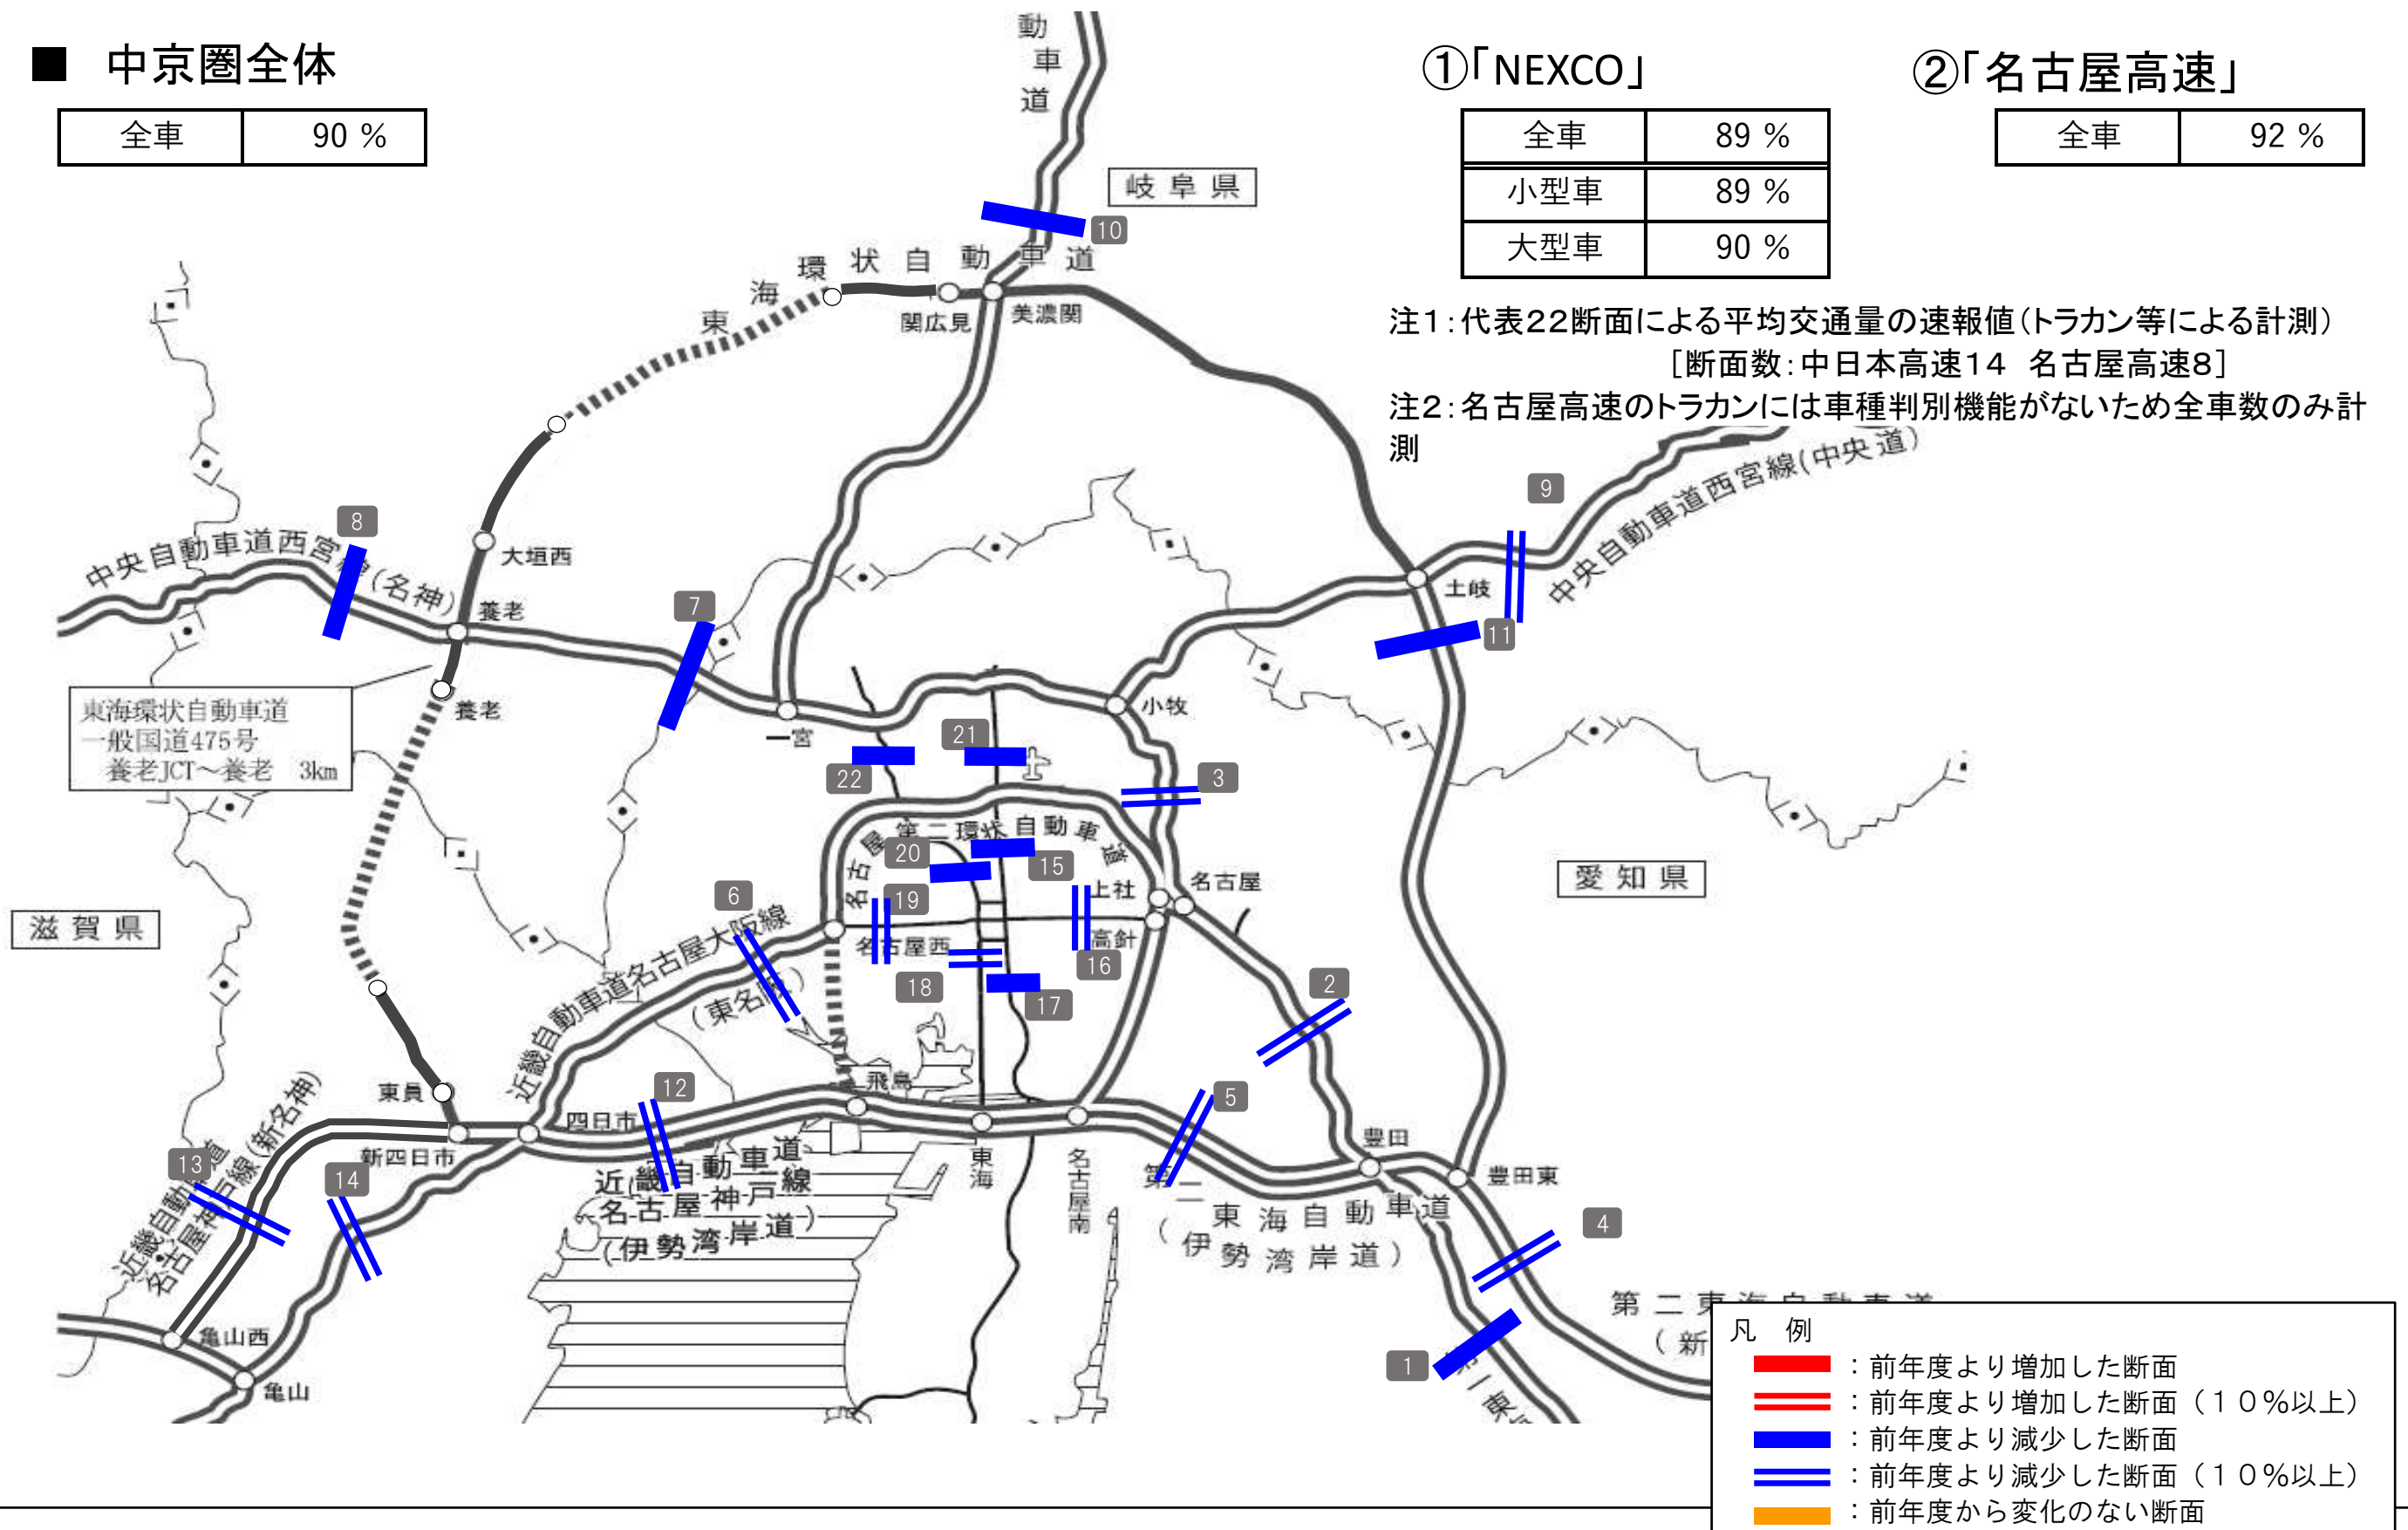 ■ 中京圏全体
全車 90 %
①「NEXCO」
全車 89 %
小型車 89 %
大型車 90 %
②「名古屋高速」
全車 92 %
注1：代表22断面による平均交通量の速報値（トラカン等による計測）
[断面数：中日本高速14 名古屋高速8]
注2：名古屋高速のトラカンには車種判別機能がないため全車数のみ計
測
動車道
岐阜県
10
東海環状自動車道
関広見
美濃関
9
中央自動車道西宮線(中央道)
8
中央自動車道西宮線(名神)
大垣西
養老
7
土岐
11
東海環状自動車道
一般国道475号
養老JCT～養老 3km
養老
一宮
小牧
21
22
3
名古屋第二環状自動車道
20
15
上社
名古屋
愛知県
滋賀県
6
19
近畿自動車道名古屋大阪線
(東名阪)
名古屋西
高針
16
18
17
2
東員
12
飛島
5
四日市
新四日市
13
14
近畿自動車道
名古屋神戸線(新名神)
近畿自動車道
名古屋神戸線
(伊勢湾岸道)
東海
名古屋南
豊田
豊田東
第二東海自動車道
(伊勢湾岸道)
4
亀山西
亀山
1
第二東海自動車道
(新
第一東
凡 例
：前年度より増加した断面
：前年度より増加した断面（１０％以上）
：前年度より減少した断面
：前年度より減少した断面（１０％以上）
：前年度から変化のない断面